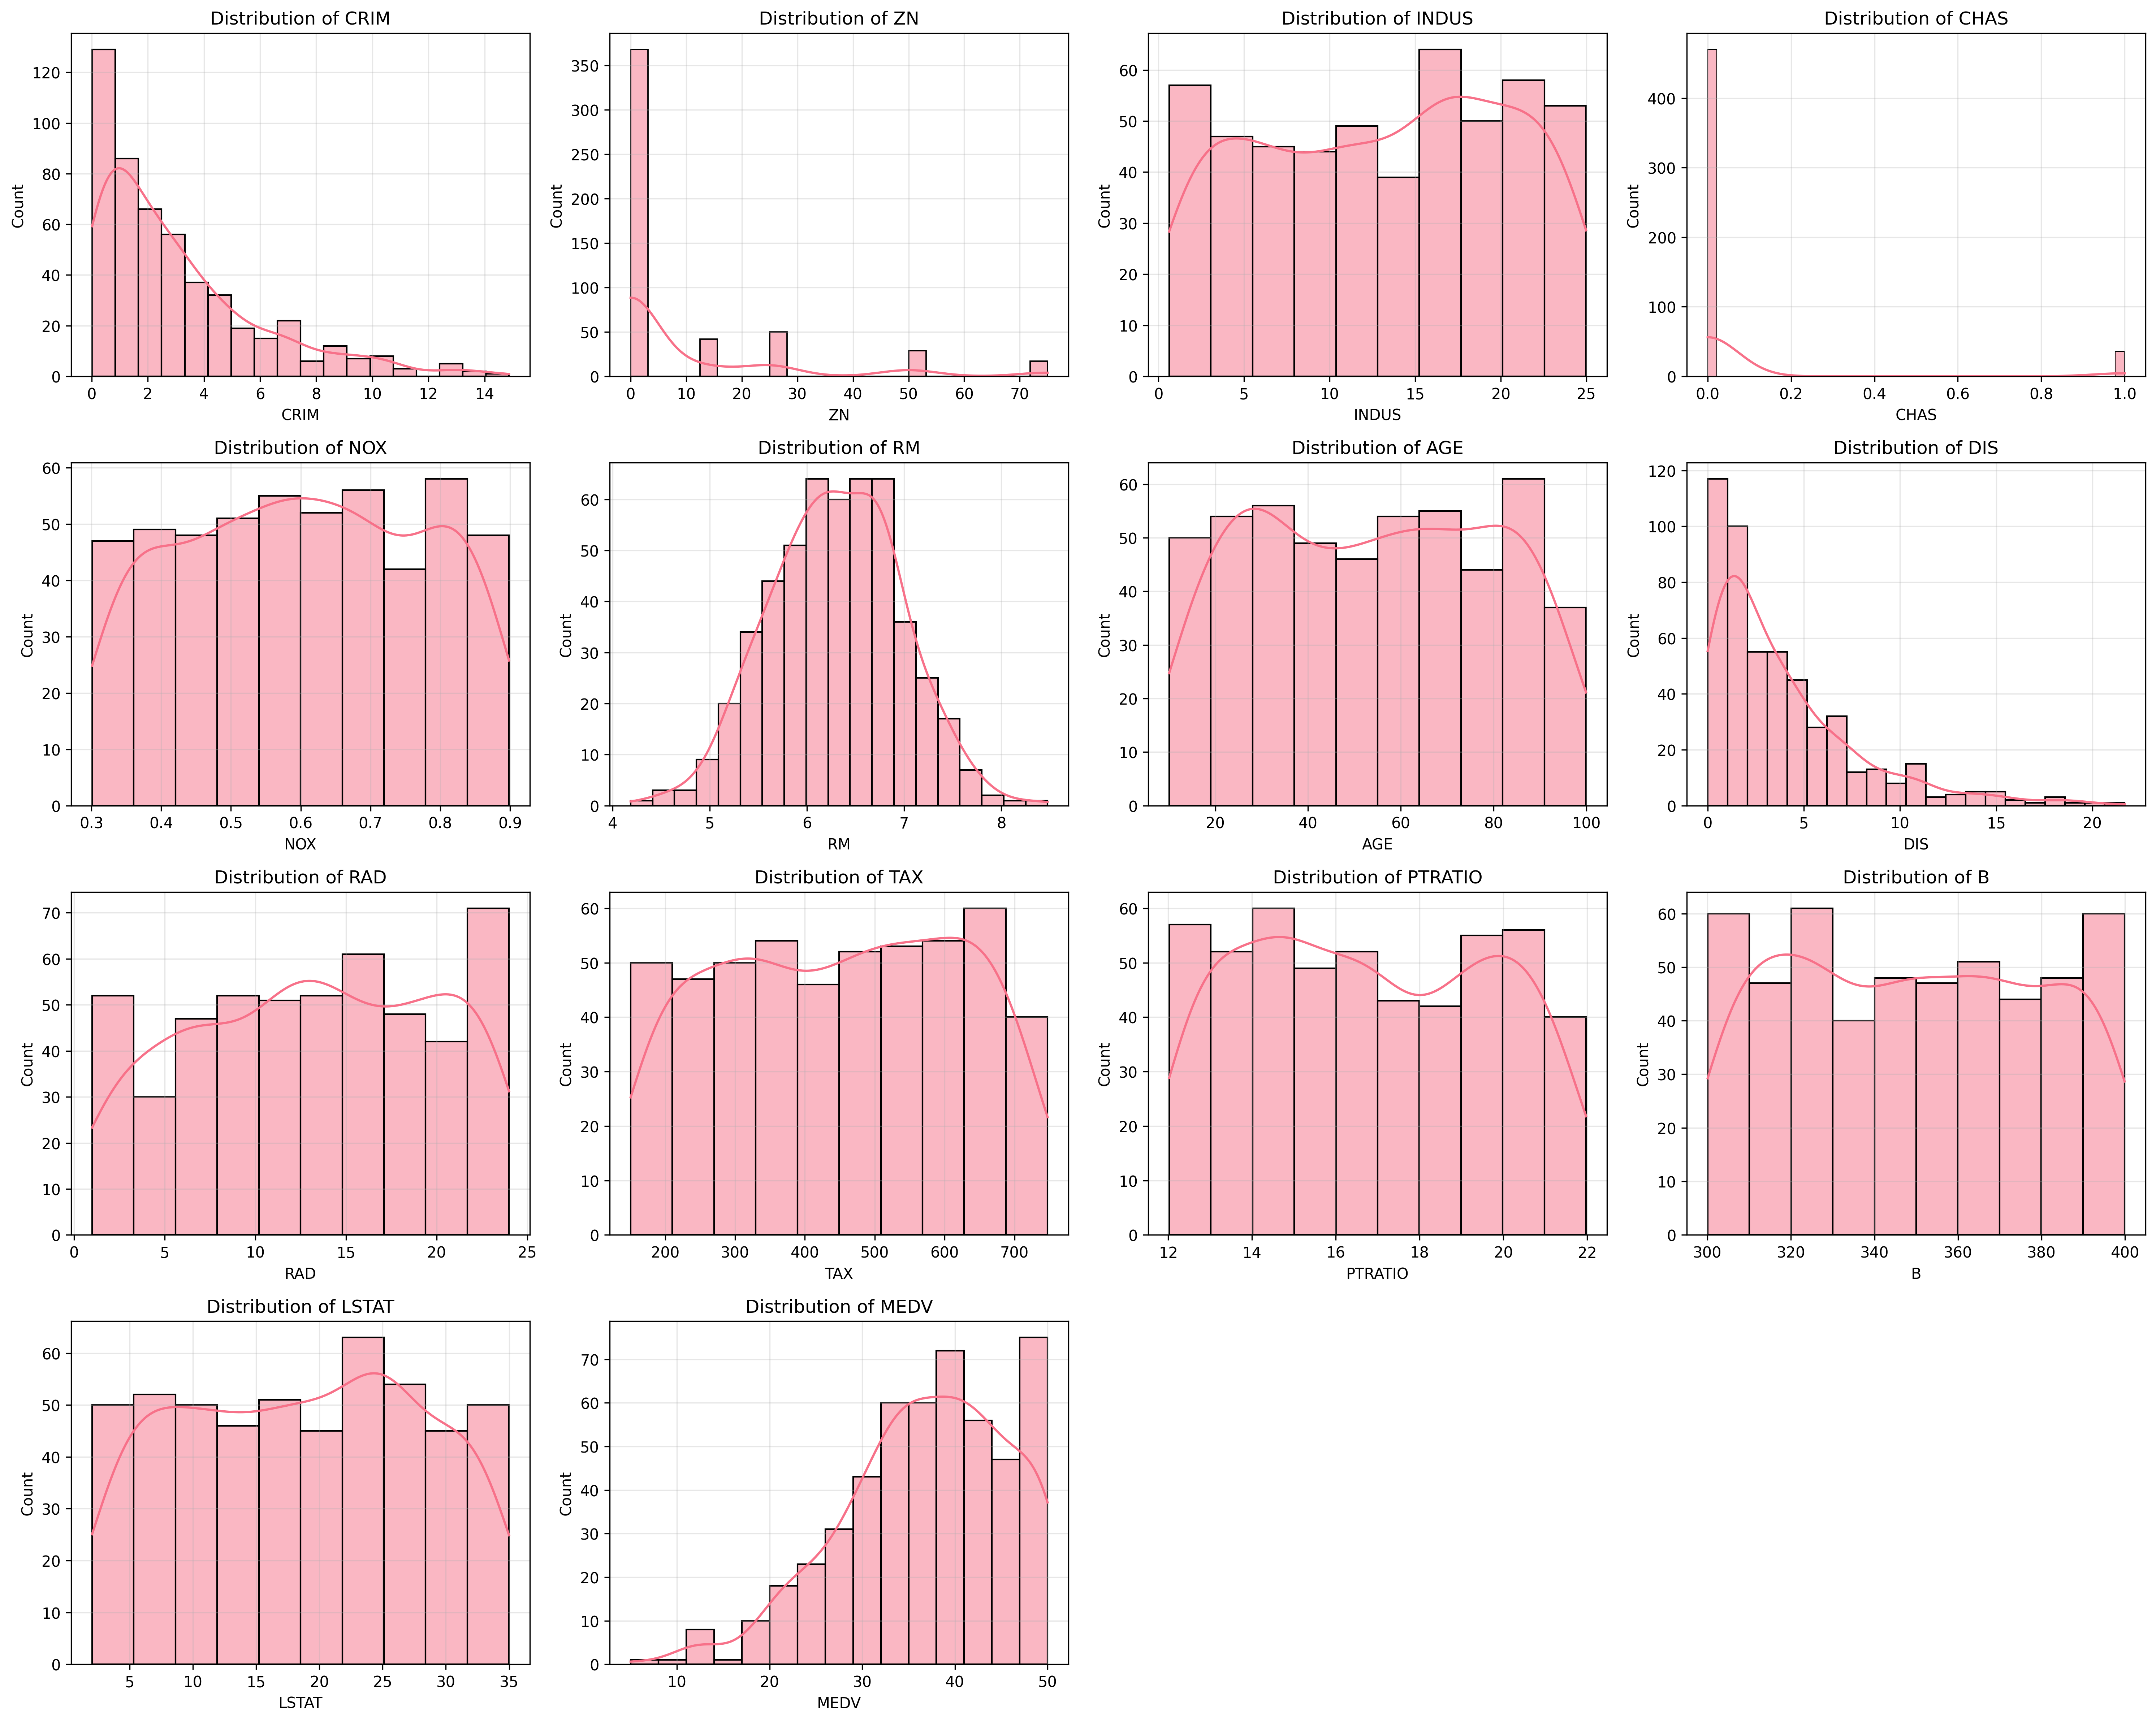 Distribution of CRIM
120
100
80
60
40
20
0
Count
0 2 4 6 8 10 12 14
CRIM
Distribution of ZN
350
300
250
200
150
100
50
0
Count
0 10 20 30 40 50 60 70
ZN
Distribution of INDUS
60
50
40
30
20
10
0
Count
0 5 10 15 20 25
INDUS
Distribution of CHAS
400
300
200
100
0
Count
0.0 0.2 0.4 0.6 0.8 1.0
CHAS
Distribution of NOX
60
50
40
30
20
10
0
Count
0.3 0.4 0.5 0.6 0.7 0.8 0.9
NOX
Distribution of RM
60
50
40
30
20
10
0
Count
4 5 6 7 8
RM
Distribution of AGE
60
50
40
30
20
10
0
Count
20 40 60 80 100
AGE
Distribution of DIS
120
100
80
60
40
20
0
Count
0 5 10 15 20
DIS
Distribution of RAD
70
60
50
40
30
20
10
0
Count
0 5 10 15 20 25
RAD
Distribution of TAX
60
50
40
30
20
10
0
Count
200 300 400 500 600 700
TAX
Distribution of PTRATIO
60
50
40
30
20
10
0
Count
12 14 16 18 20 22
PTRATIO
Distribution of B
60
50
40
30
20
10
0
Count
300 320 340 360 380 400
B
Distribution of LSTAT
60
50
40
30
20
10
0
Count
5 10 15 20 25 30 35
LSTAT
Distribution of MEDV
70
60
50
40
30
20
10
0
Count
10 20 30 40 50
MEDV